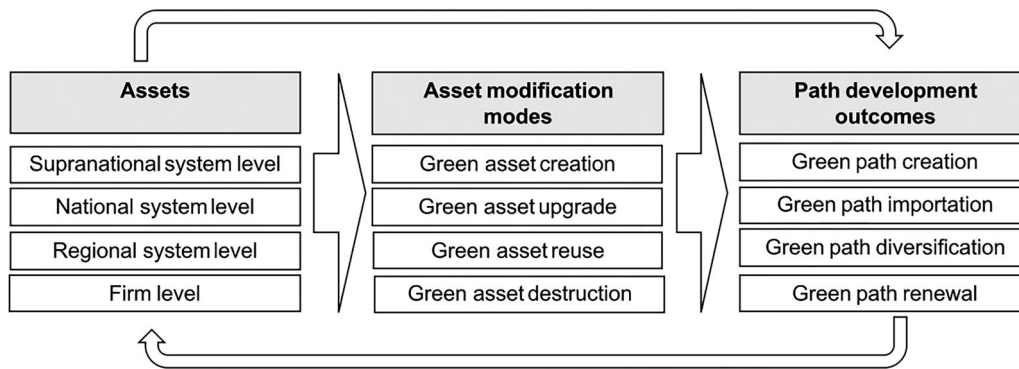 Assets
Supranational system level
National system level
Regional system level
Firm level
Asset modification
modes
Green asset creation
Green asset upgrade
Green asset reuse
Green asset destruction
Path development
outcomes
Green path creation
Green path importation
Green path diversification
Green path renewal